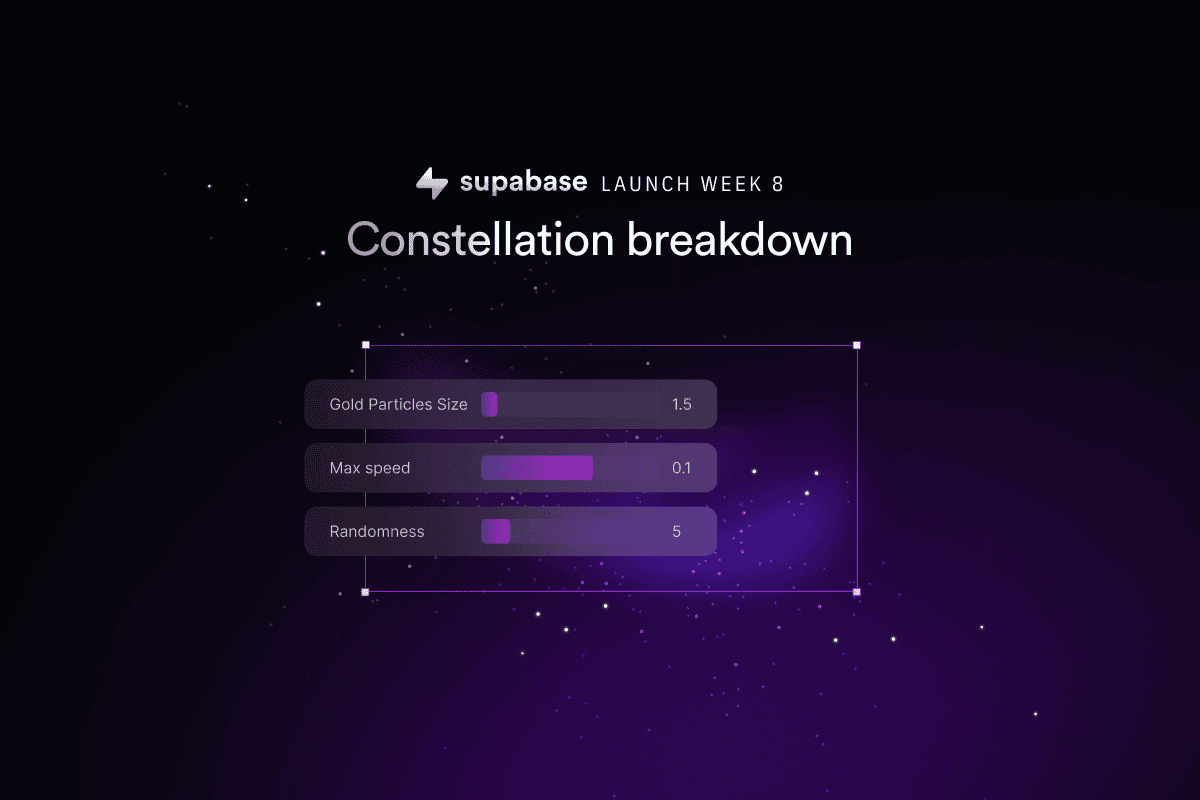 supabase LAUNCH WEEK 8
Constellation breakdown
Gold Particles Size 1.5
Max speed 0.1
Randomness 5